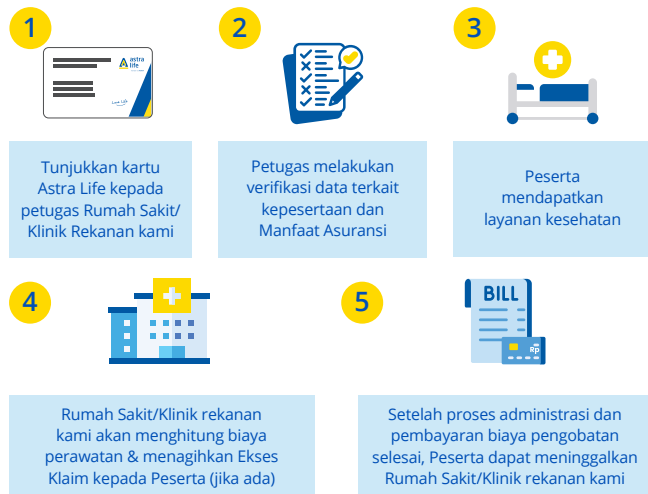 1
astra
life
Love Life
Tunjukkan kartu
Astra Life kepada
petugas Rumah Sakit/
Klinik Rekanan kami
2
Petugas melakukan
verifikasi data terkait
kepesertaan dan
Manfaat Asuransi
3
Peserta
mendapatkan
layanan kesehatan
4
Rumah Sakit/Klinik rekanan
kami akan menghitung biaya
perawatan & menagihkan Ekses
Klaim kepada Peserta (jika ada)
5
BILL
Rp
Setelah proses administrasi dan
pembayaran biaya pengobatan
selesai, Peserta dapat meninggalkan
Rumah Sakit/Klinik rekanan kami